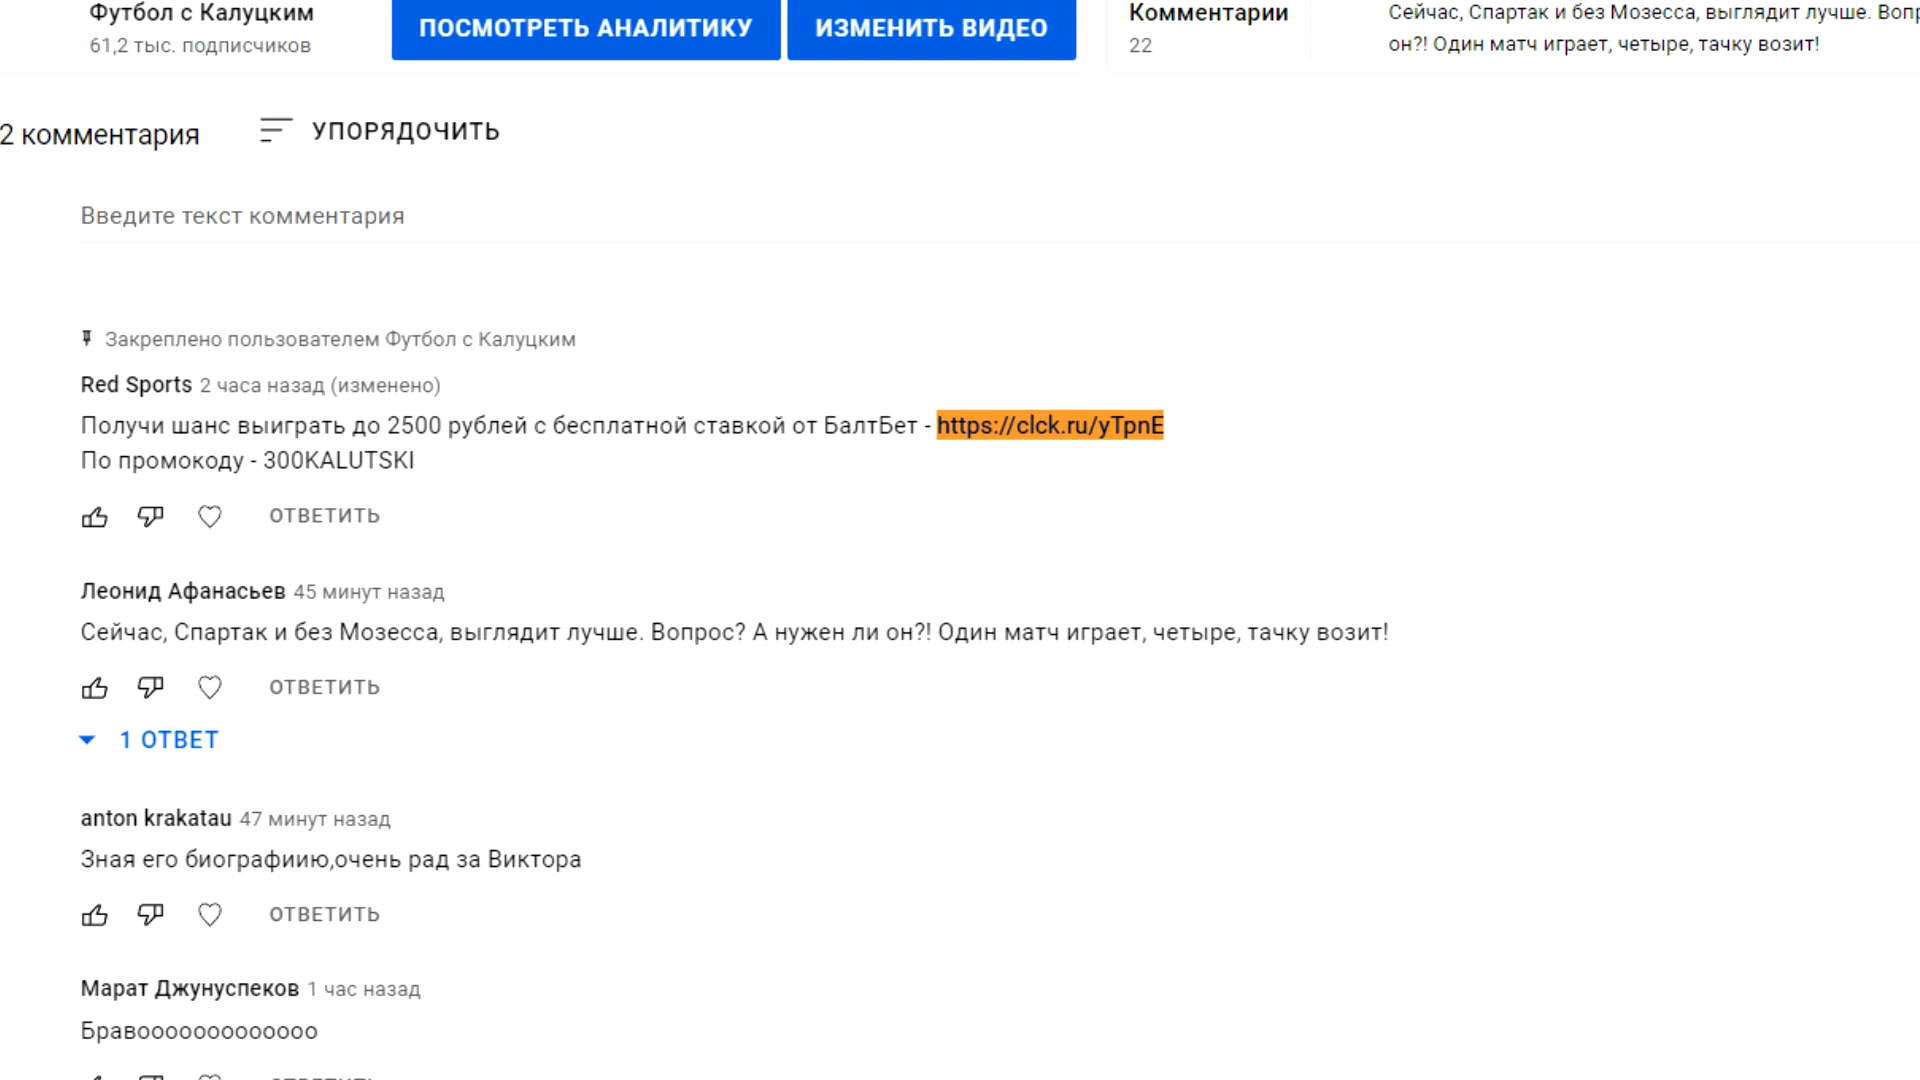 Футбол с Калуцким
61,2 тыс. подписчиков
ПОСМОТРЕТЬ АНАЛИТИКУ
ИЗМЕНИТЬ ВИДЕО
Комментарии
22
Сейчас, Спартак и без Мозесса, выглядит лучше.
он?! Один матч играет, четыре, тачку возит!
2 комментария
УПОРЯДОЧИТЬ
Введите текст комментария
Закреплено пользователем Футбол с Калуцким
Red Sports 2 часа назад (изменено)
Получи шанс выиграть до 2500 рублей с бесплатной ставкой от БалтБет - https://clck.ru/yTpnE
По промокоду - 300KALUTSKI
ОТВЕТИТЬ
Леонид Афанасьев 45 минут назад
Сейчас, Спартак и без Мозесса, выглядит лучше. Вопрос? А нужен ли он?! Один матч играет, четыре, тачку возит!
ОТВЕТИТЬ
1 ОТВЕТ
anton krakatau 47 минут назад
Зная его биографиию,очень рад за Виктора
ОТВЕТИТЬ
Марат Джунуспеков 1 час назад
Бравооооооооооооо